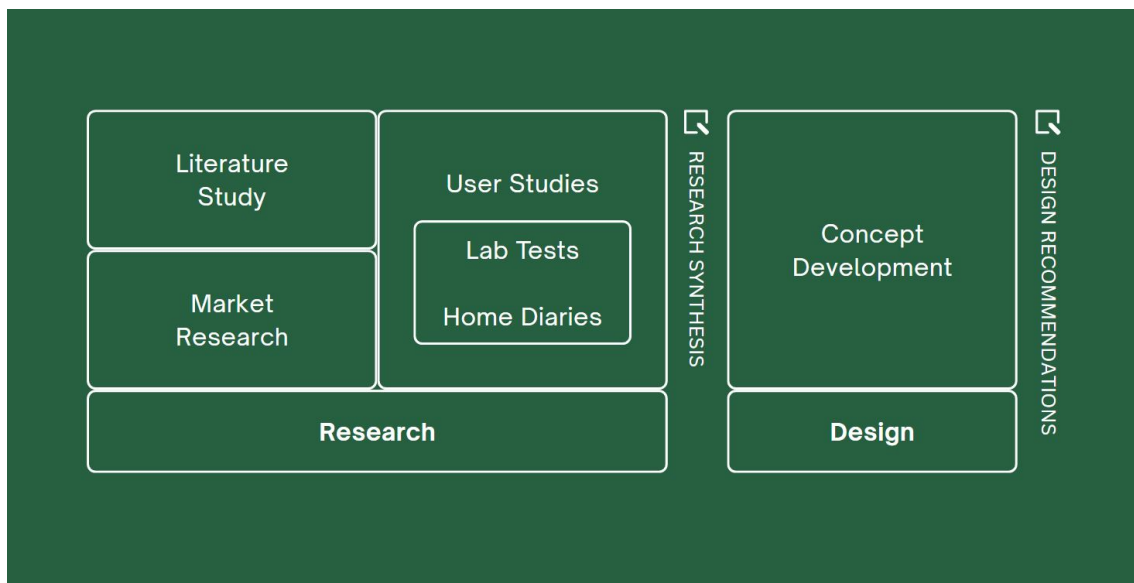 Literature
Study
Market
Research
User Studies
Lab Tests
Home Diaries
Research
RESEARCH SYNTHESIS
Concept
Development
Design
DESIGN RECOMMENDATIONS